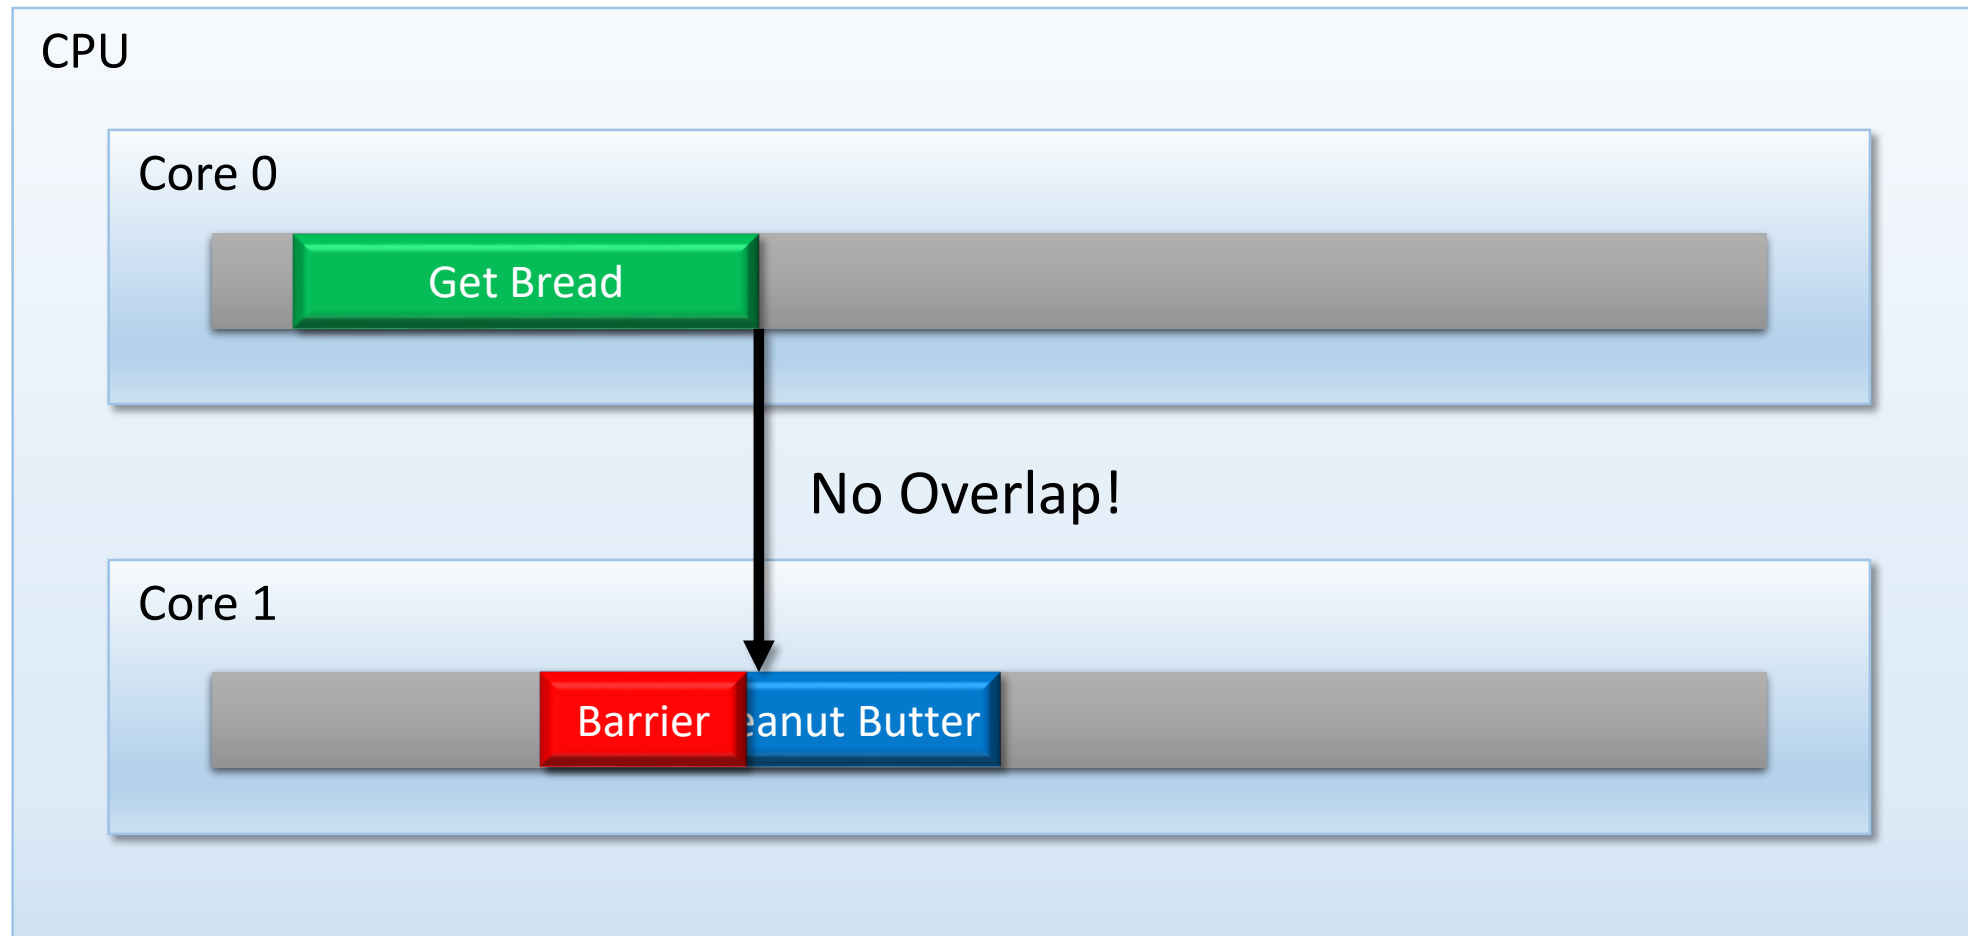 CPU
Core 0
Get Bread
No Overlap!
Core 1
Barrier
eanut Butter